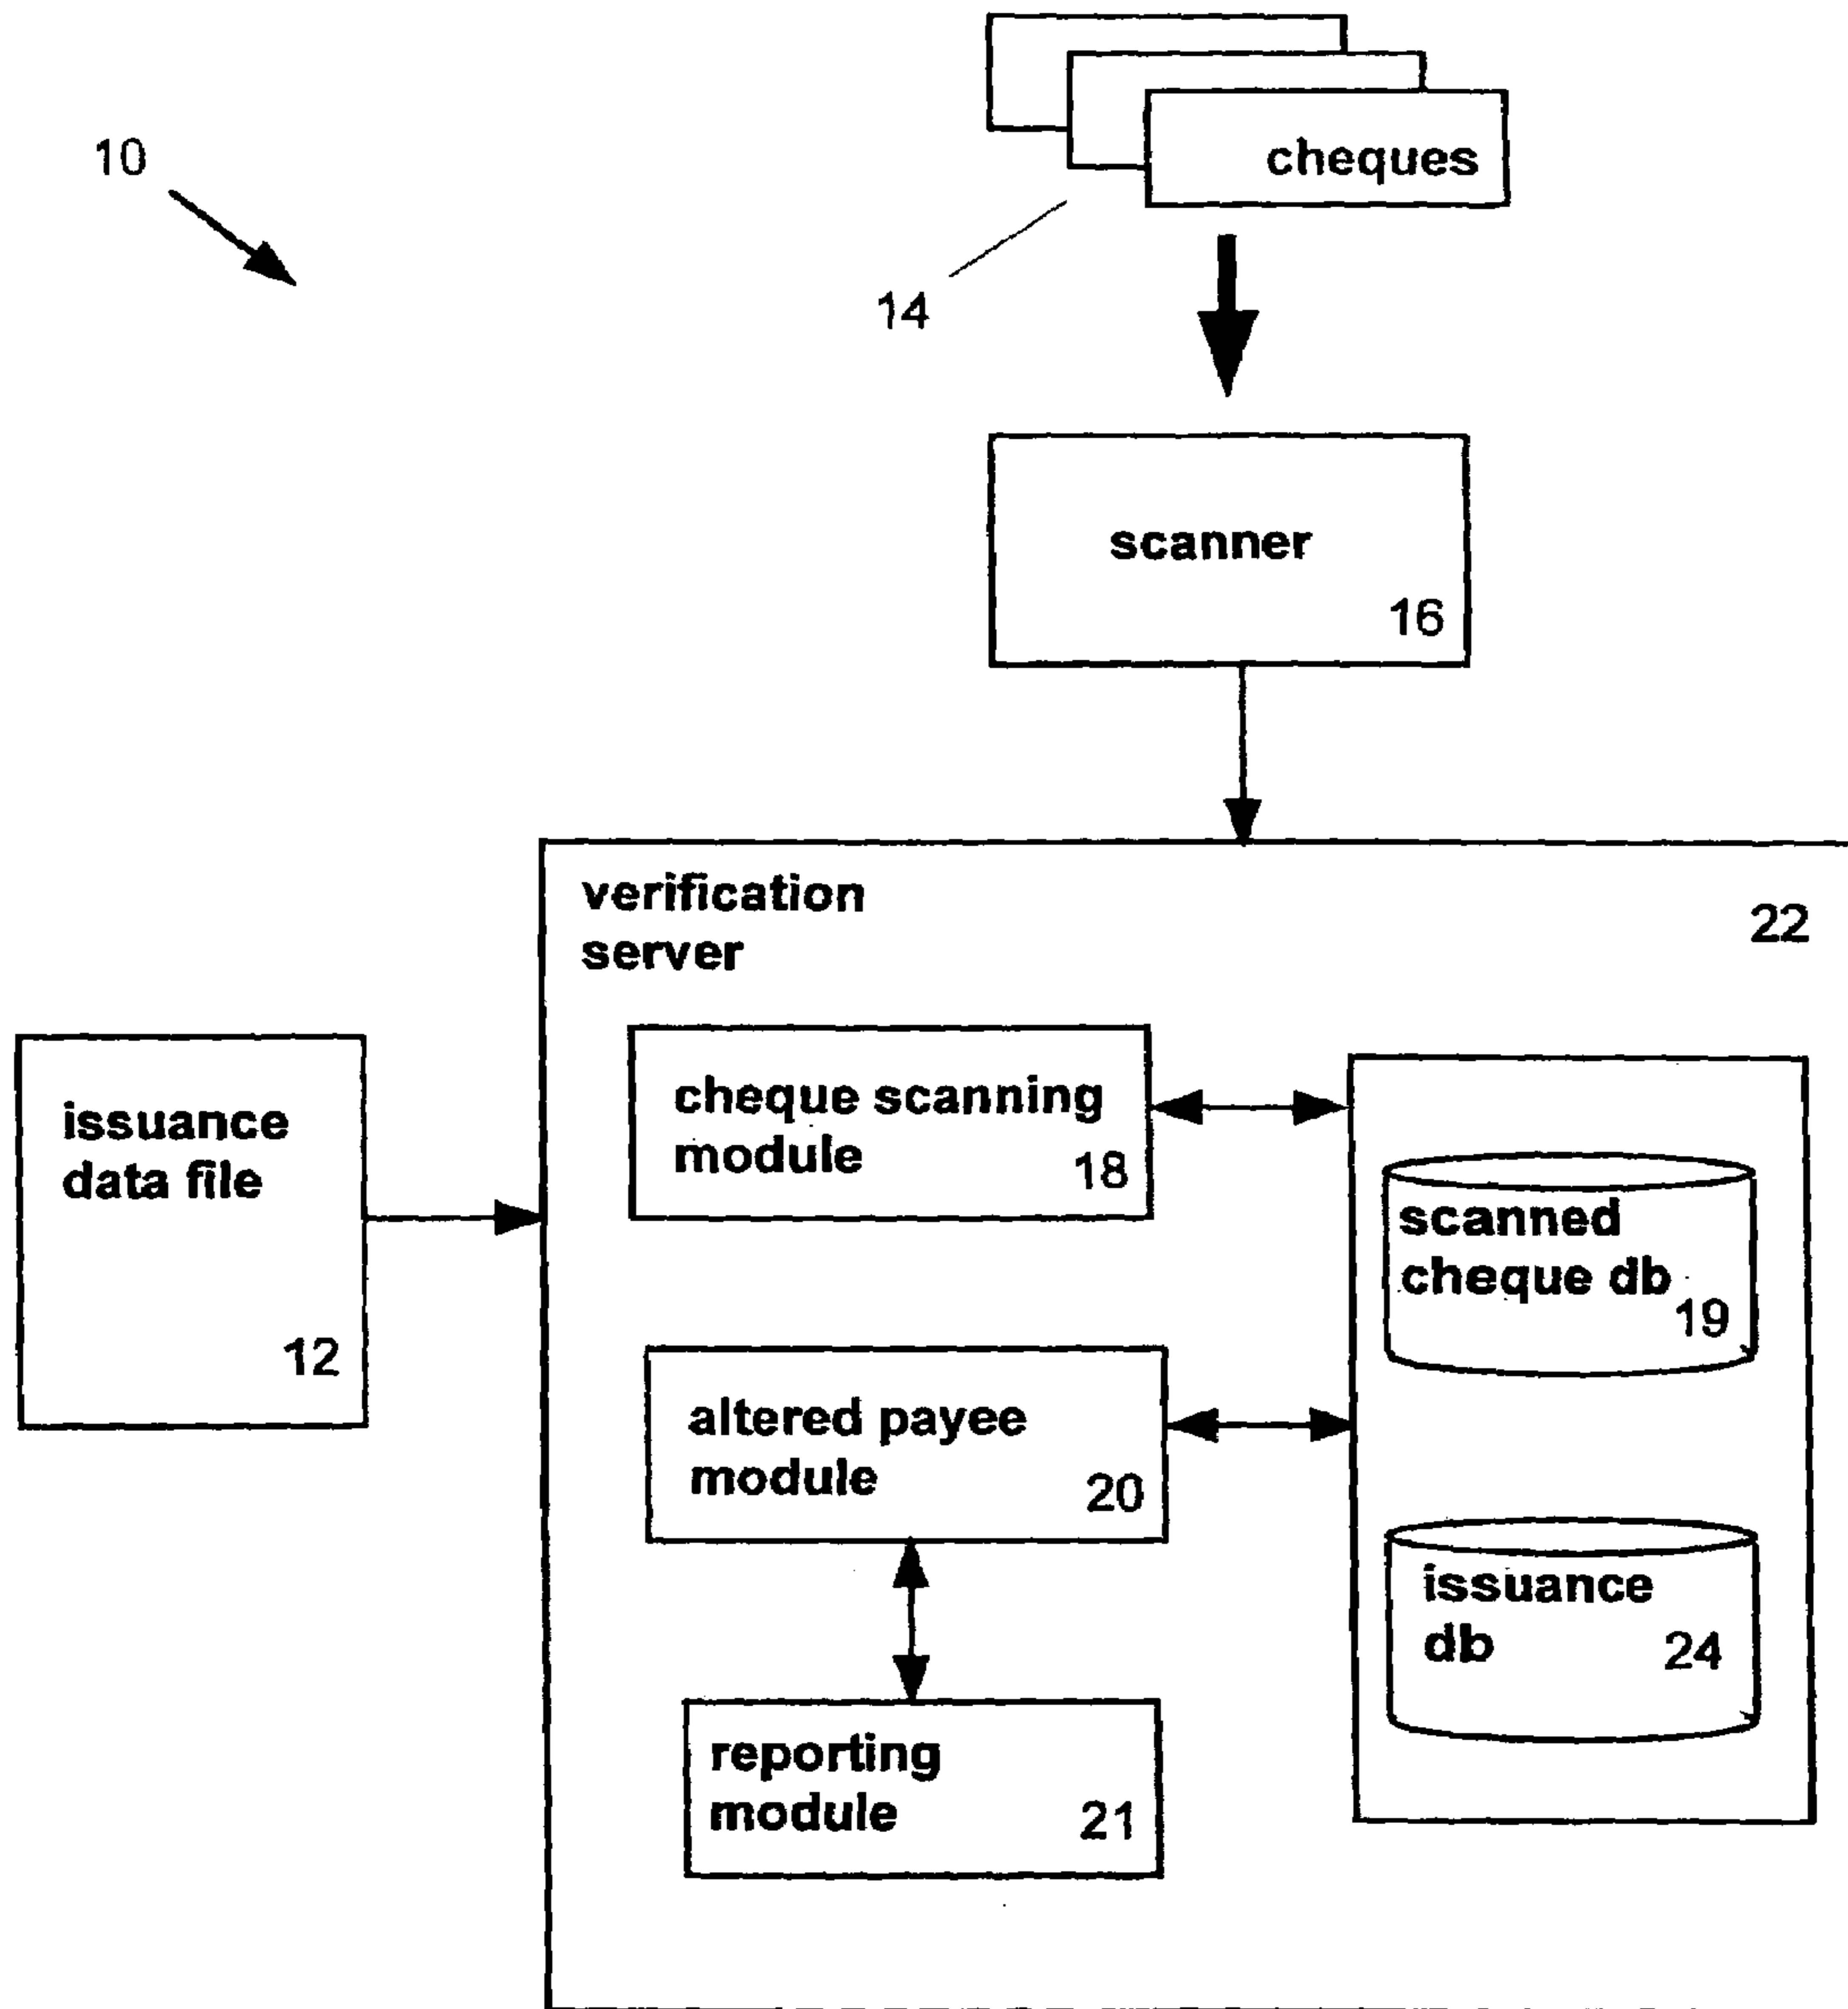 10
cheques
14
scanner
16
verification
server
22
issuance
data file
12
cheque scanning
module 18
scanned
cheque db
19
altered payee
module 20
issuance
db 24
reporting
module 21